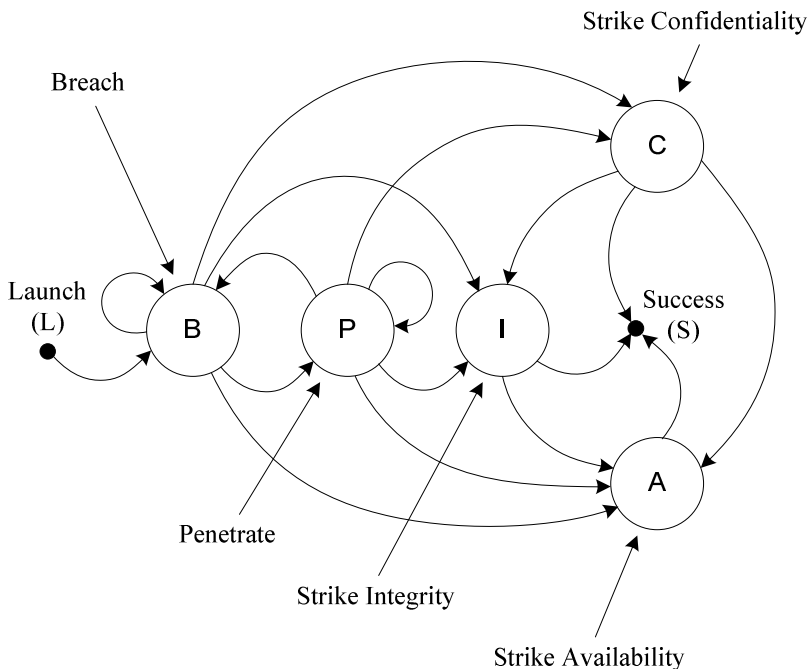 Strike Confidentiality
Breach
C
Launch
(L)
B
P
I
Success
(S)
A
Penetrate
Strike Integrity
Strike Availability